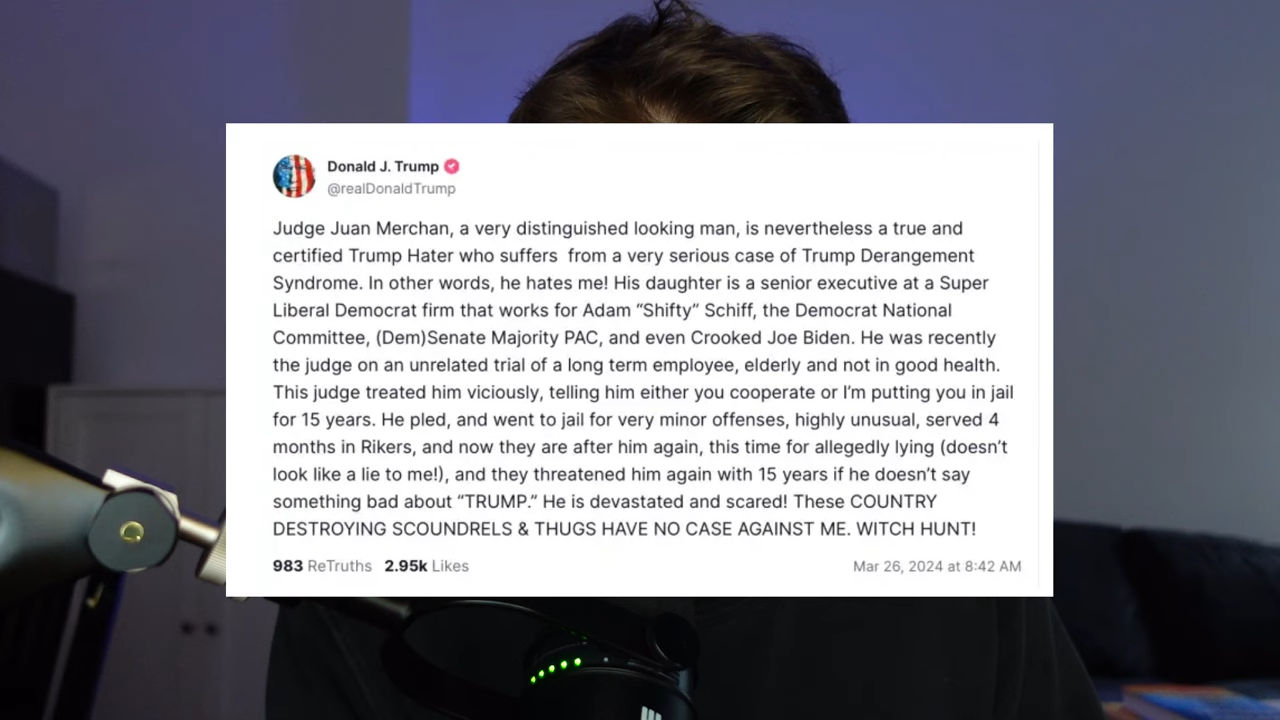 Donald J. Trump
@realDonaldTrump
Judge Juan Merchan, a very distinguished looking man, is nevertheless a true and
certified Trump Hater who suffers  from a very serious case of Trump Derangement
Syndrome. In other words, he hates me! His daughter is a senior executive at a Super
Liberal Democrat firm that works for Adam “Shifty” Schiff, the Democrat National
Committee, (Dem)Senate Majority PAC, and even Crooked Joe Biden. He was recently
the judge on an unrelated trial of a long term employee, elderly and not in good health.
This judge treated him viciously, telling him either you cooperate or I’m putting you in jail
for 15 years. He pled, and went to jail for very minor offenses, highly unusual, served 4
months in Rikers, and now they are after him again, this time for allegedly lying (doesn’t
look like a lie to me!), and they threatened him again with 15 years if he doesn’t say
something bad about “TRUMP.” He is devastated and scared! These COUNTRY
DESTROYING SCOUNDRELS & THUGS HAVE NO CASE AGAINST ME. WITCH HUNT!
983 ReTruths 2.95k Likes
Mar 26, 2024 at 8:42 AM